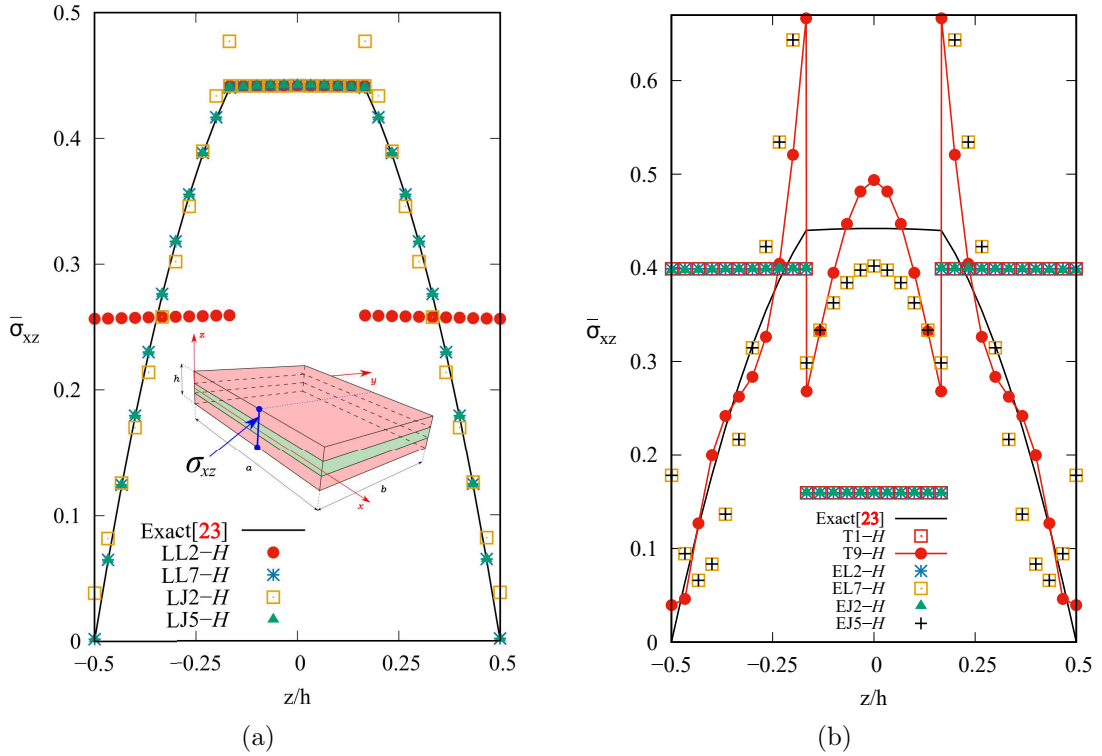 0.5
0.4
0.3
0.2
0.1
0
σ̅xz
−0.5
−0.25
0
0.25
0.5
z/h
z
y
x
h
a
b
σxz
Exact[23]
LL2−H
LL7−H
LJ2−H
LJ5−H
(a)
0.6
0.5
0.4
0.3
0.2
0.1
0
σ̅xz
−0.5
−0.25
0
0.25
0.5
z/h
Exact[23]
T1−H
T9−H
EL2−H
EL7−H
EJ2−H
EJ5−H
(b)